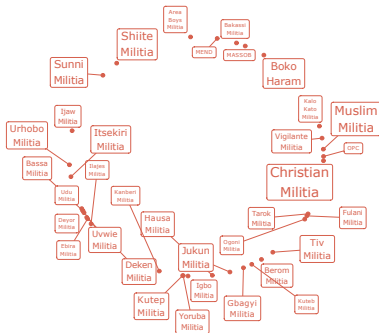 Area
Boys
Militia
Shiite
Militia
MEND
Bakassi
Militia
MASSOB
Sunni
Militia
Boko
Haram
Ijaw
Militia
Kato
Kato
Militia
Muslim
Militia
Urhobo
Militia
Itsekiri
Militia
Vigilante
Militia
OPC
Bassa
Militia
Ilajes
Militia
Christian
Militia
Udu
Militia
Kanberi
Militia
Hausa
Militia
Tarok
Militia
Fulani
Militia
Deyor
Militia
Ebira
Militia
Uvwie
Militia
Ogoni
Militia
Tiv
Militia
Deken
Militia
Jukun
Militia
Berom
Militia
Igbo
Militia
Gbagyi
Militia
Kuteb
Militia
Kutep
Militia
Yoruba
Militia